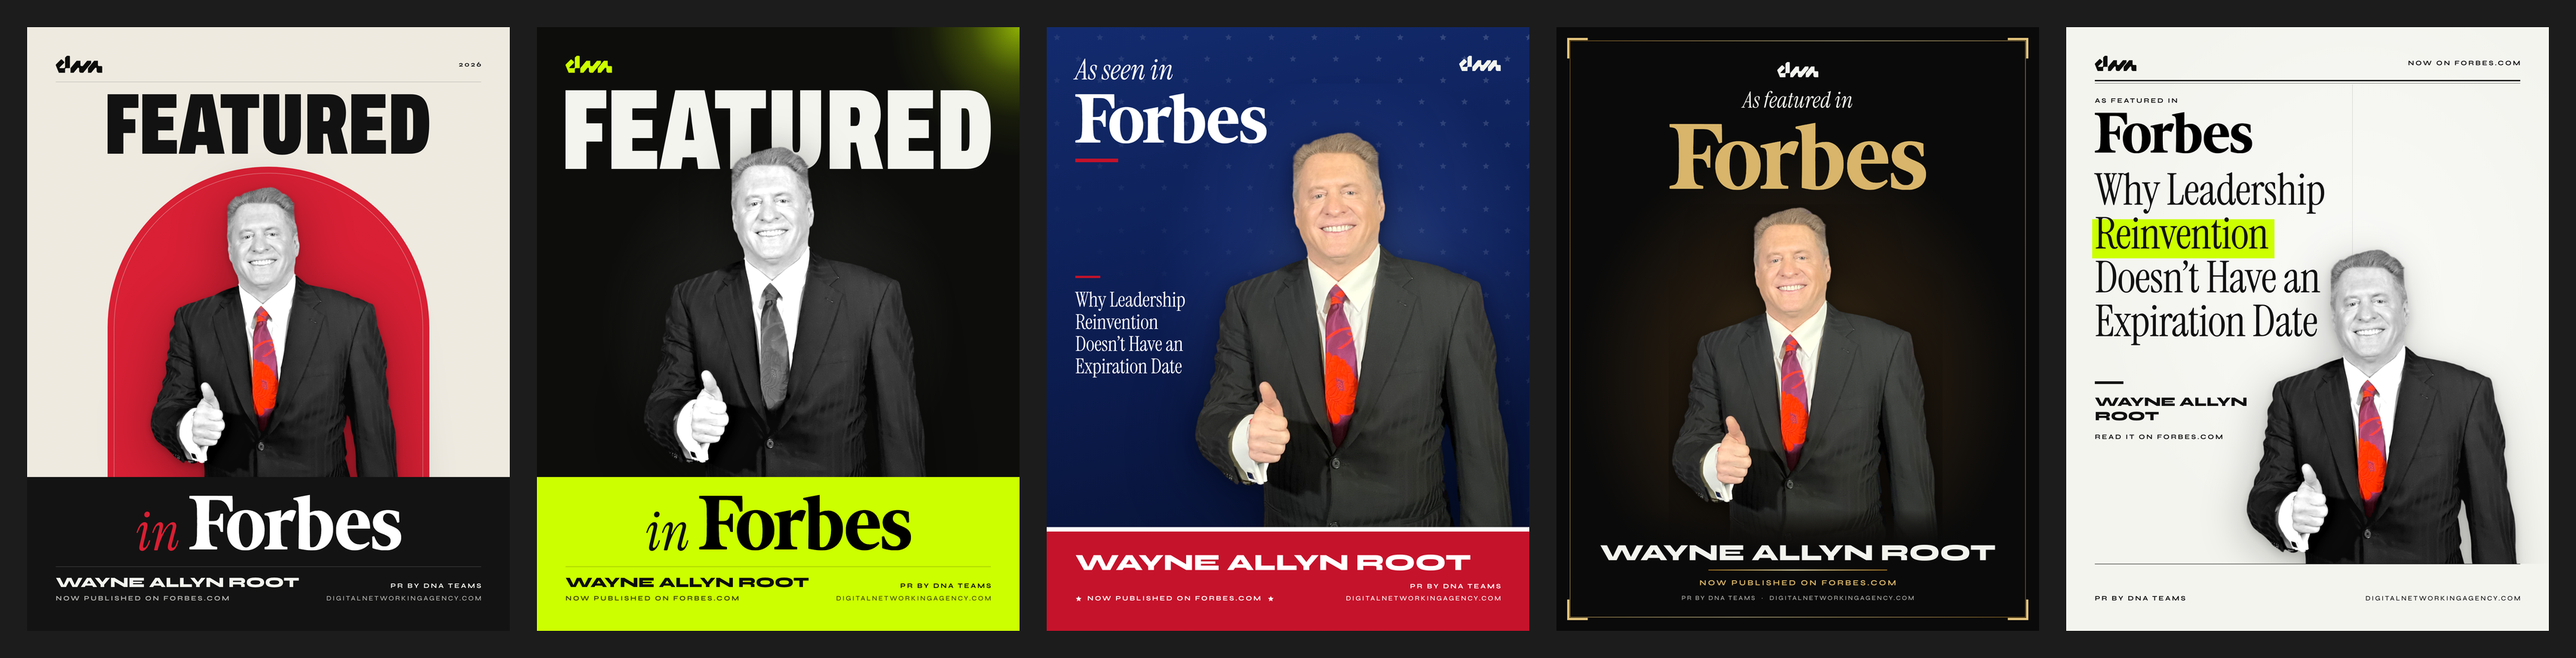 dna
2026
FEATURED
in Forbes
WAYNE ALLYN ROOT
NOW PUBLISHED ON FORBES.COM
PR BY DNA TEAMS
DIGITALNETWORKINGAGENCY.COM
dna
FEATURED
in Forbes
WAYNE ALLYN ROOT
NOW PUBLISHED ON FORBES.COM
PR BY DNA TEAMS
DIGITALNETWORKINGAGENCY.COM
As seen in
dna
Forbes
Why Leadership
Reinvention
Doesn’t Have an
Expiration Date
WAYNE ALLYN ROOT
★ NOW PUBLISHED ON FORBES.COM ★
PR BY DNA TEAMS
DIGITALNETWORKINGAGENCY.COM
dna
As featured in
Forbes
WAYNE ALLYN ROOT
NOW PUBLISHED ON FORBES.COM
PR BY DNA TEAMS · DIGITALNETWORKINGAGENCY.COM
dna
NOW ON FORBES.COM
AS FEATURED IN
Forbes
Why Leadership
Reinvention
Doesn’t Have an
Expiration Date
WAYNE ALLYN
ROOT
READ IT ON FORBES.COM
PR BY DNA TEAMS
DIGITALNETWORKINGAGENCY.COM